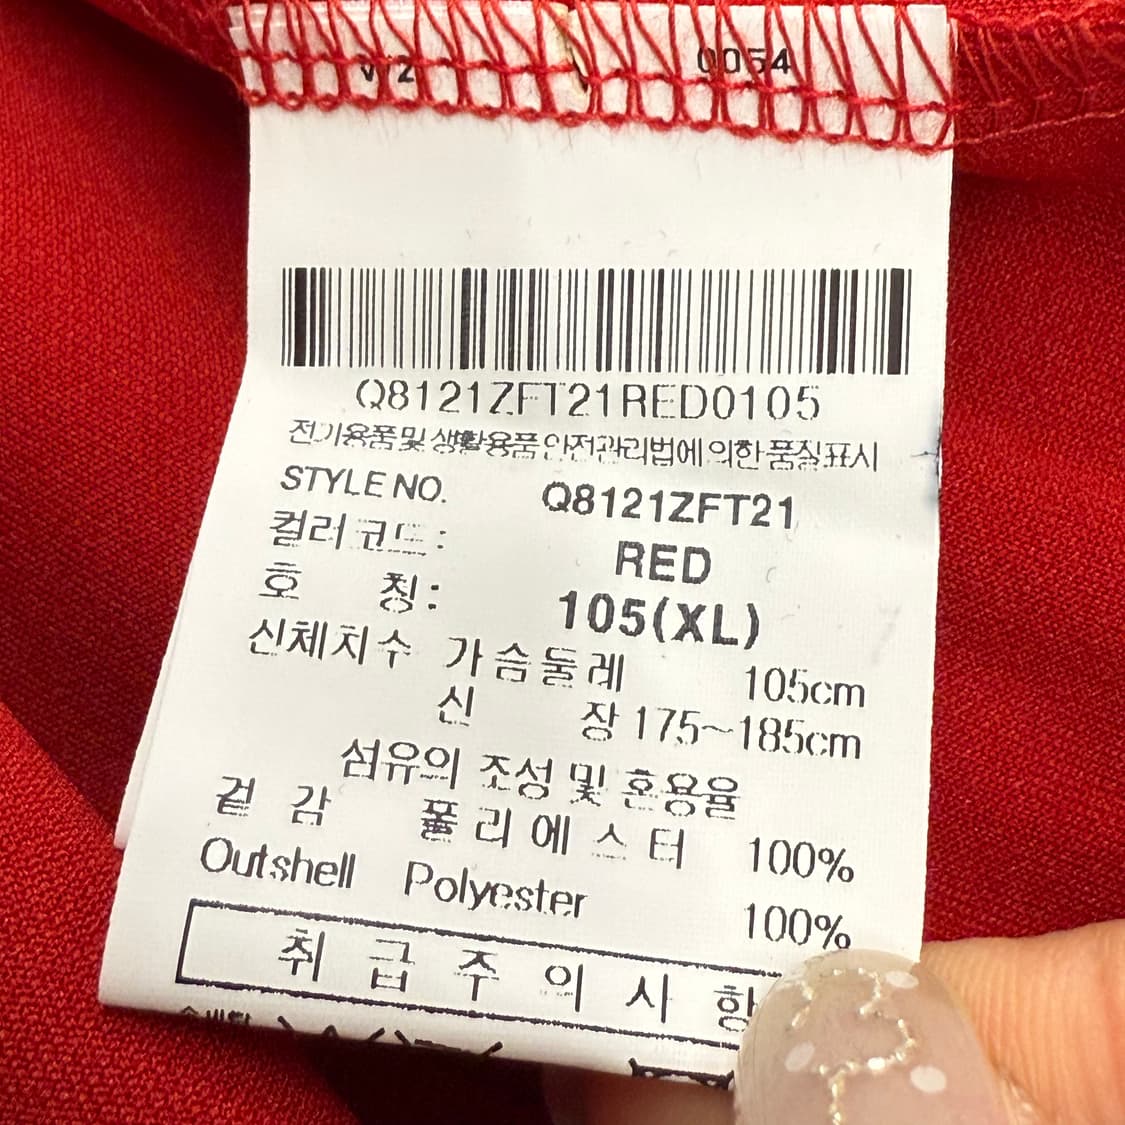 0054
Q8121ZFT21RED0105
전기용품 및 생활용품 안전관리법에 의한 품질표시
STYLE NO. Q8121ZFT21
컬러 코드 : RED
호 칭 : 105(XL)
신체치수 가슴둘레 105cm
신 장 175~185cm
섬유의 조성 및 혼용율
겉 감 폴리에스터 100%
Outshell Polyester 100%
취 급 주 의 사 항